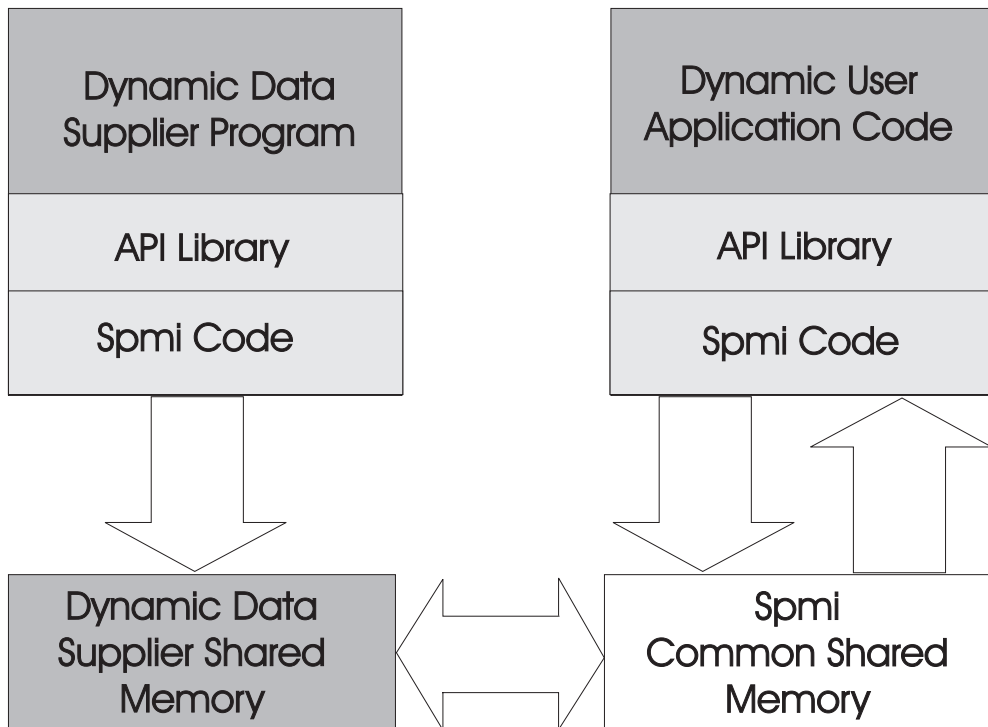 Dynamic Data
Supplier Program
API Library
Spmi Code
Dynamic User
Application Code
API Library
Spmi Code
Dynamic Data
Supplier Shared
Memory
Spmi
Common Shared
Memory